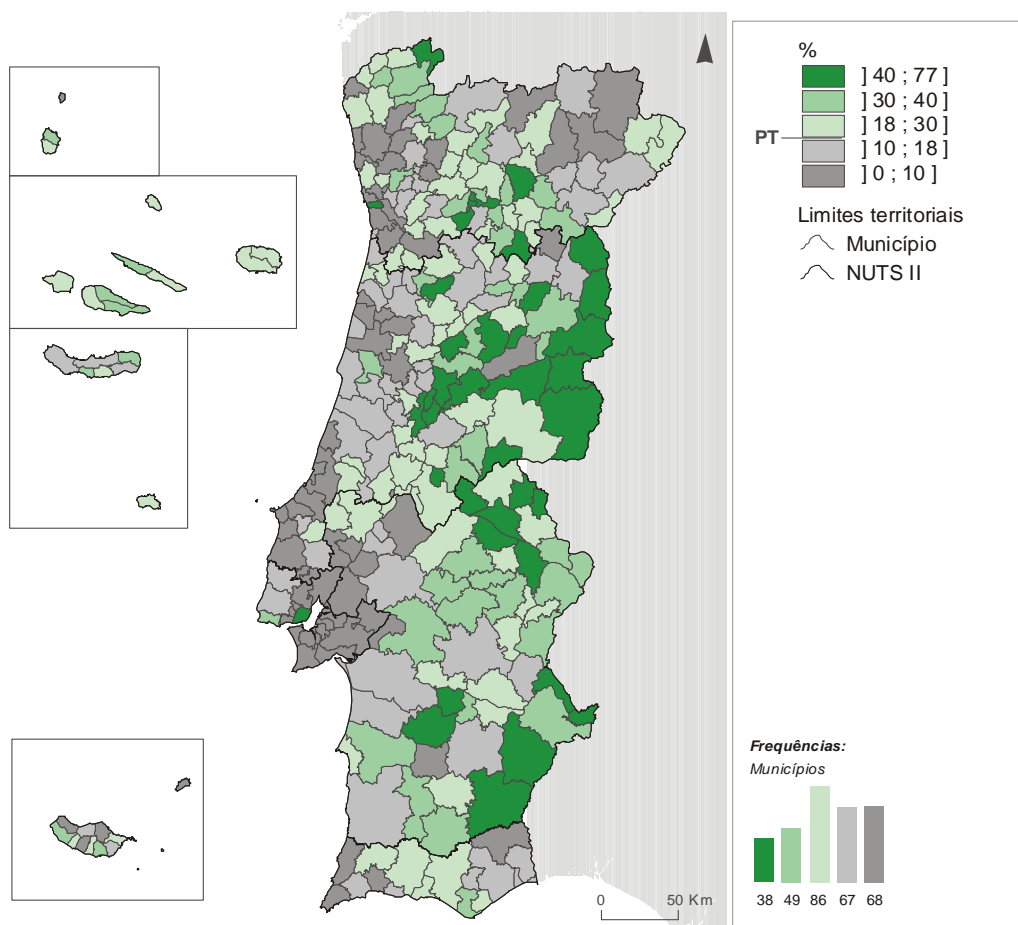 %
] 40 ; 77 ]
] 30 ; 40 ]
] 18 ; 30 ]
PT
] 10 ; 18 ]
] 0 ; 10 ]
Limites territoriais
Município
NUTS II
Frequências:
Municípios
38 49 86 67 68
0 50 Km